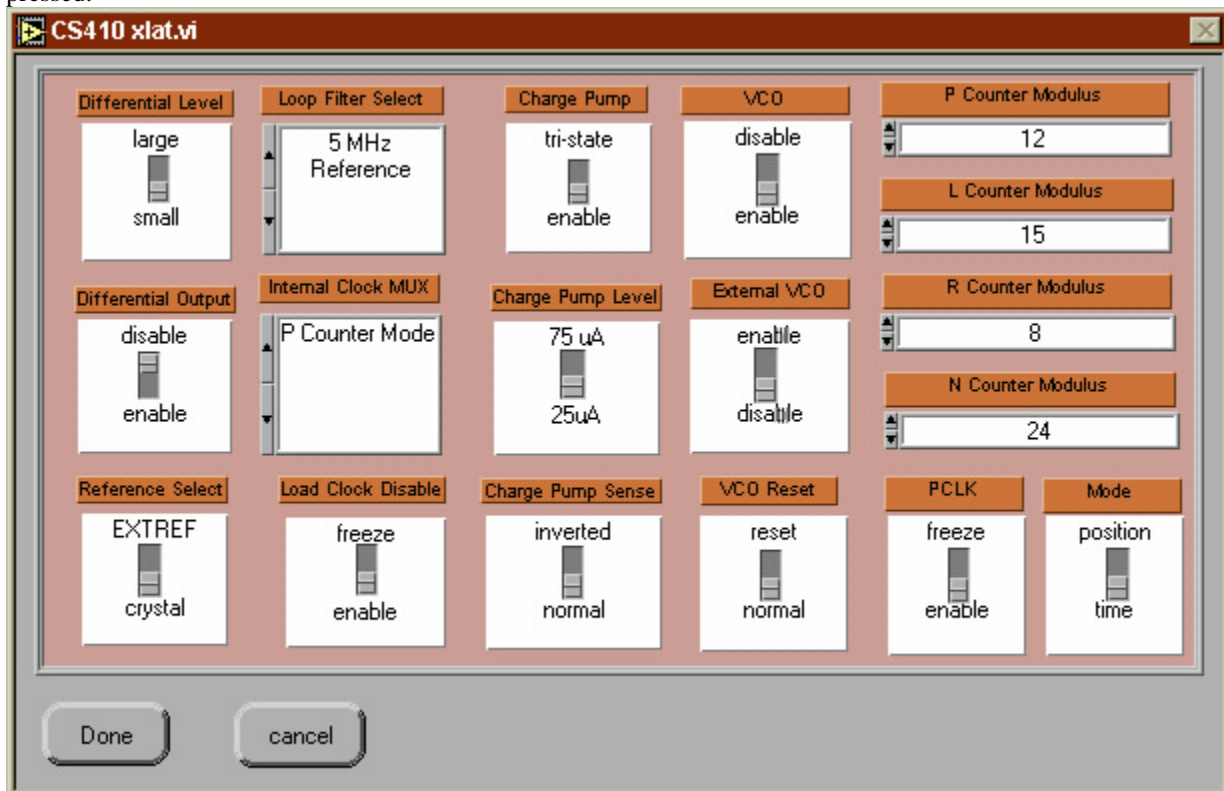 pressed.
CS410 xlat.vi
Differential Level
large
small
Loop Filter Select
5 MHz
Reference
Charge Pump
tri-state
enable
VCO
disable
enable
P Counter Modulus
12
L Counter Modulus
15
Differential Output
disable
enable
Internal Clock MUX
P Counter Mode
Charge Pump Level
75 uA
25uA
External VCO
enable
disable
R Counter Modulus
8
N Counter Modulus
24
Reference Select
EXTREF
crystal
Load Clock Disable
freeze
enable
Charge Pump Sense
inverted
normal
VCO Reset
reset
normal
PCLK
freeze
enable
Mode
position
time
Done
cancel